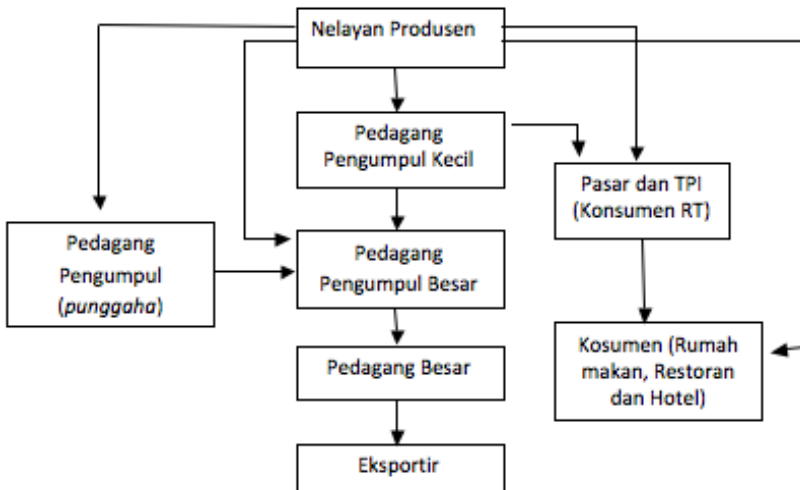 Nelayan Produsen
Pedagang
Pengumpul Kecil
Pasar dan TPI
(Konsumen RT)
Pedagang
Pengumpul
(punggaha)
Pedagang
Pengumpul Besar
Kosumen (Rumah
makan, Restoran
dan Hotel)
Pedagang Besar
Eksportir